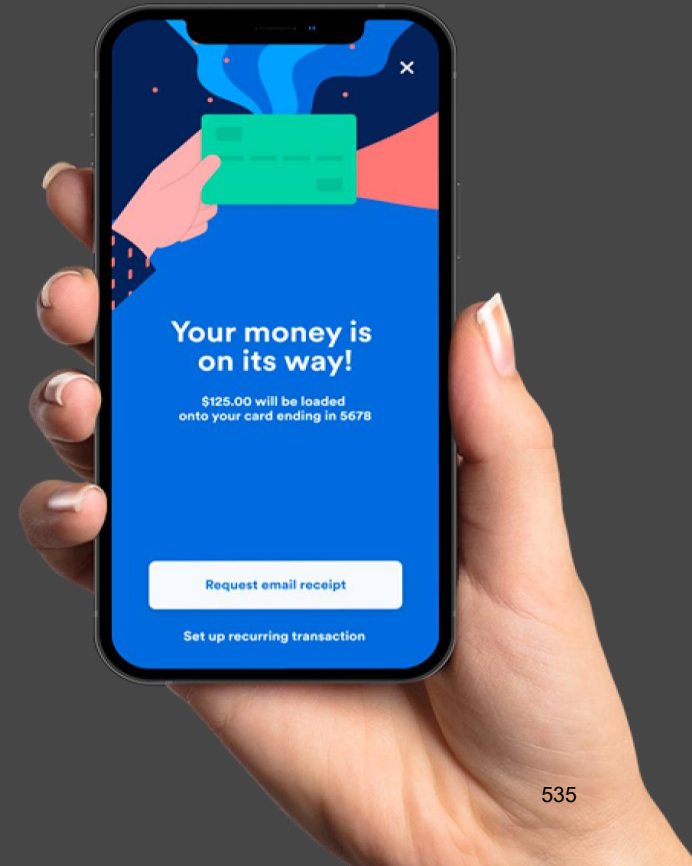 Your money is
on its way!
$125.00 will be loaded
onto your card ending in 5678
Request email receipt
Set up recurring transaction
535